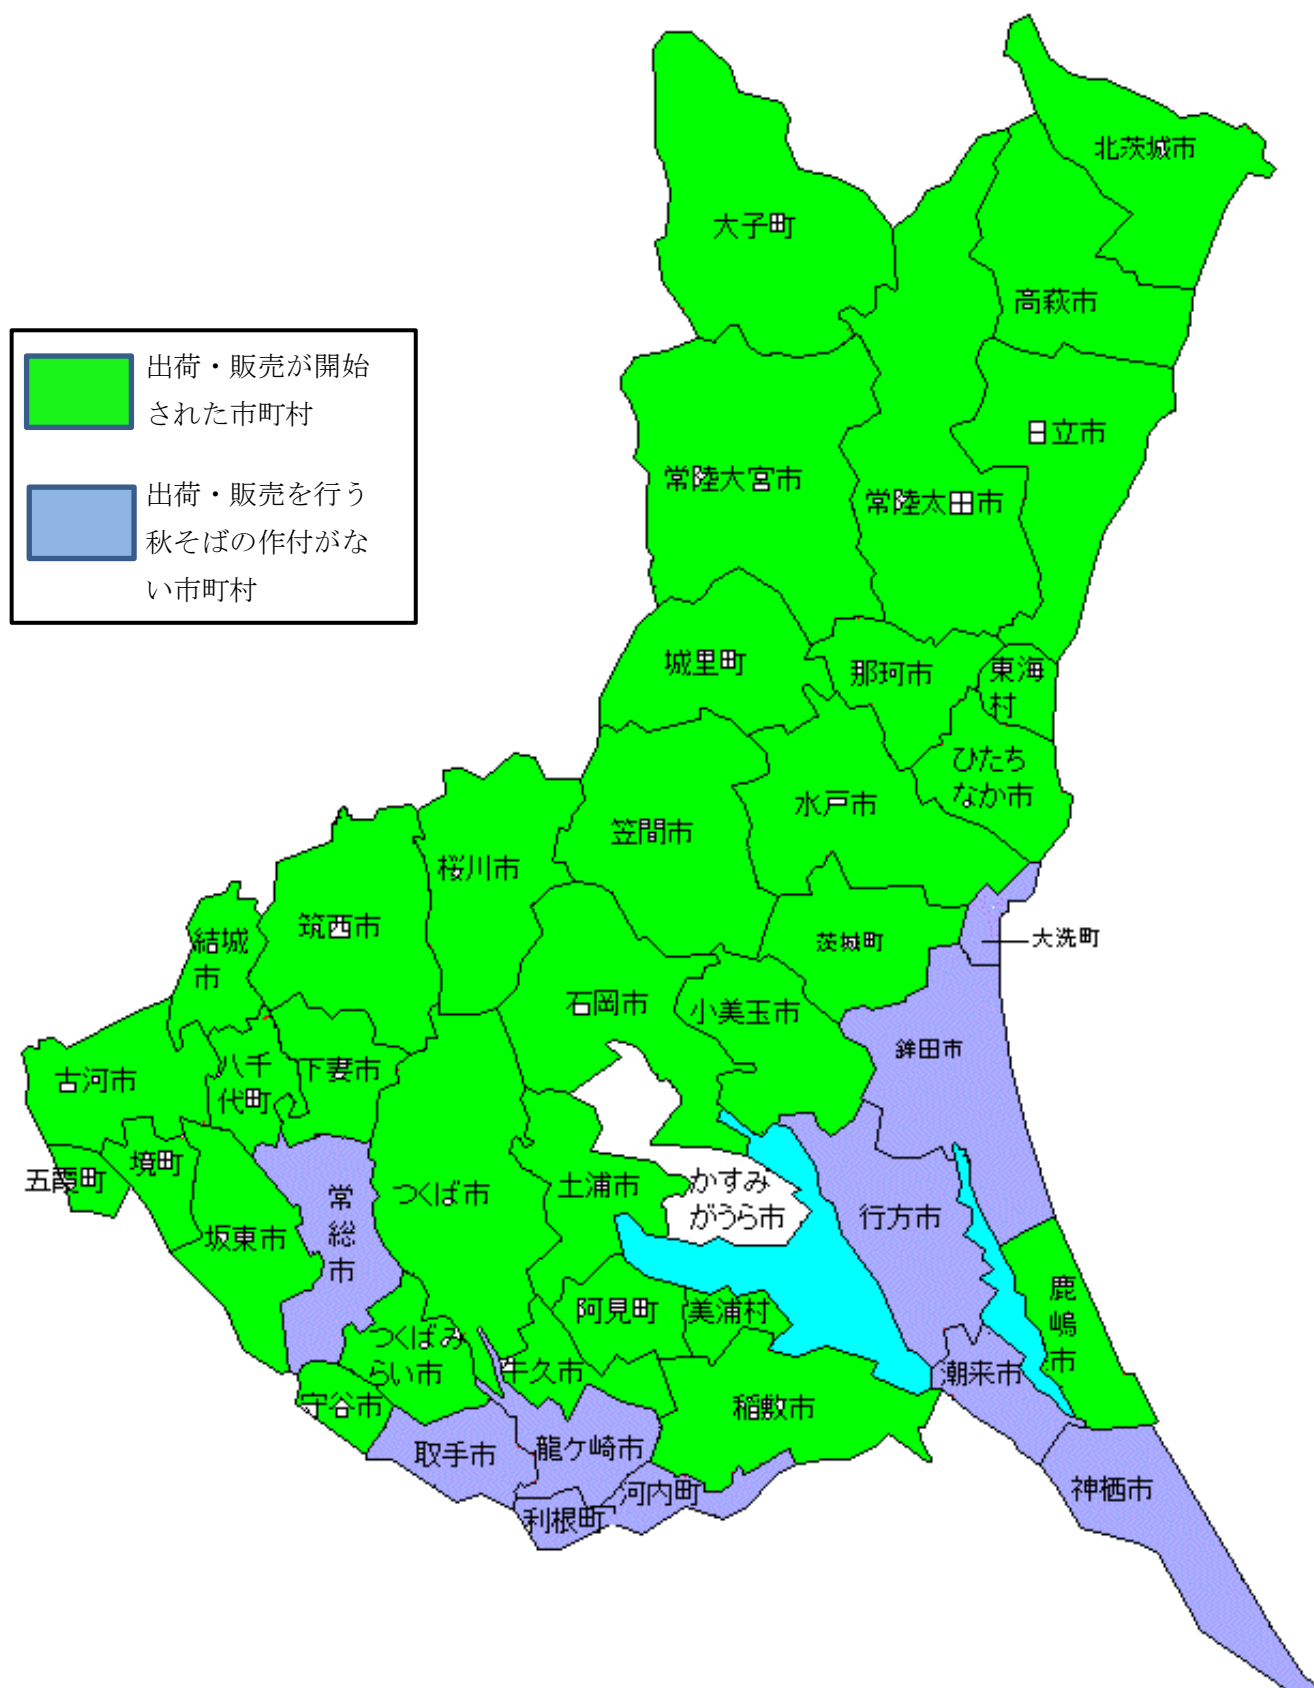 北茨城市
大子町
高萩市
出荷・販売が開始
された市町村
日立市
常陸大宮市
常陸太田市
出荷・販売を行う
秋そばの作付がな
い市町村
城里町
那珂市
東海
村
ひたち
なか市
水戸市
笠間市
桜川市
筑西市
結城
市
茨城町
大洗町
石岡市
小美玉市
鉾田市
古河市
八千
代町
下妻市
五霞町
境町
坂東市
常
総
市
つくば市
土浦市
かすみ
がうら市
行方市
鹿
嶋
市
阿見町
美浦村
つくばみ
らい市
牛久市
潮来市
守谷市
稲敷市
取手市
龍ケ崎市
河内町
利根町
神栖市